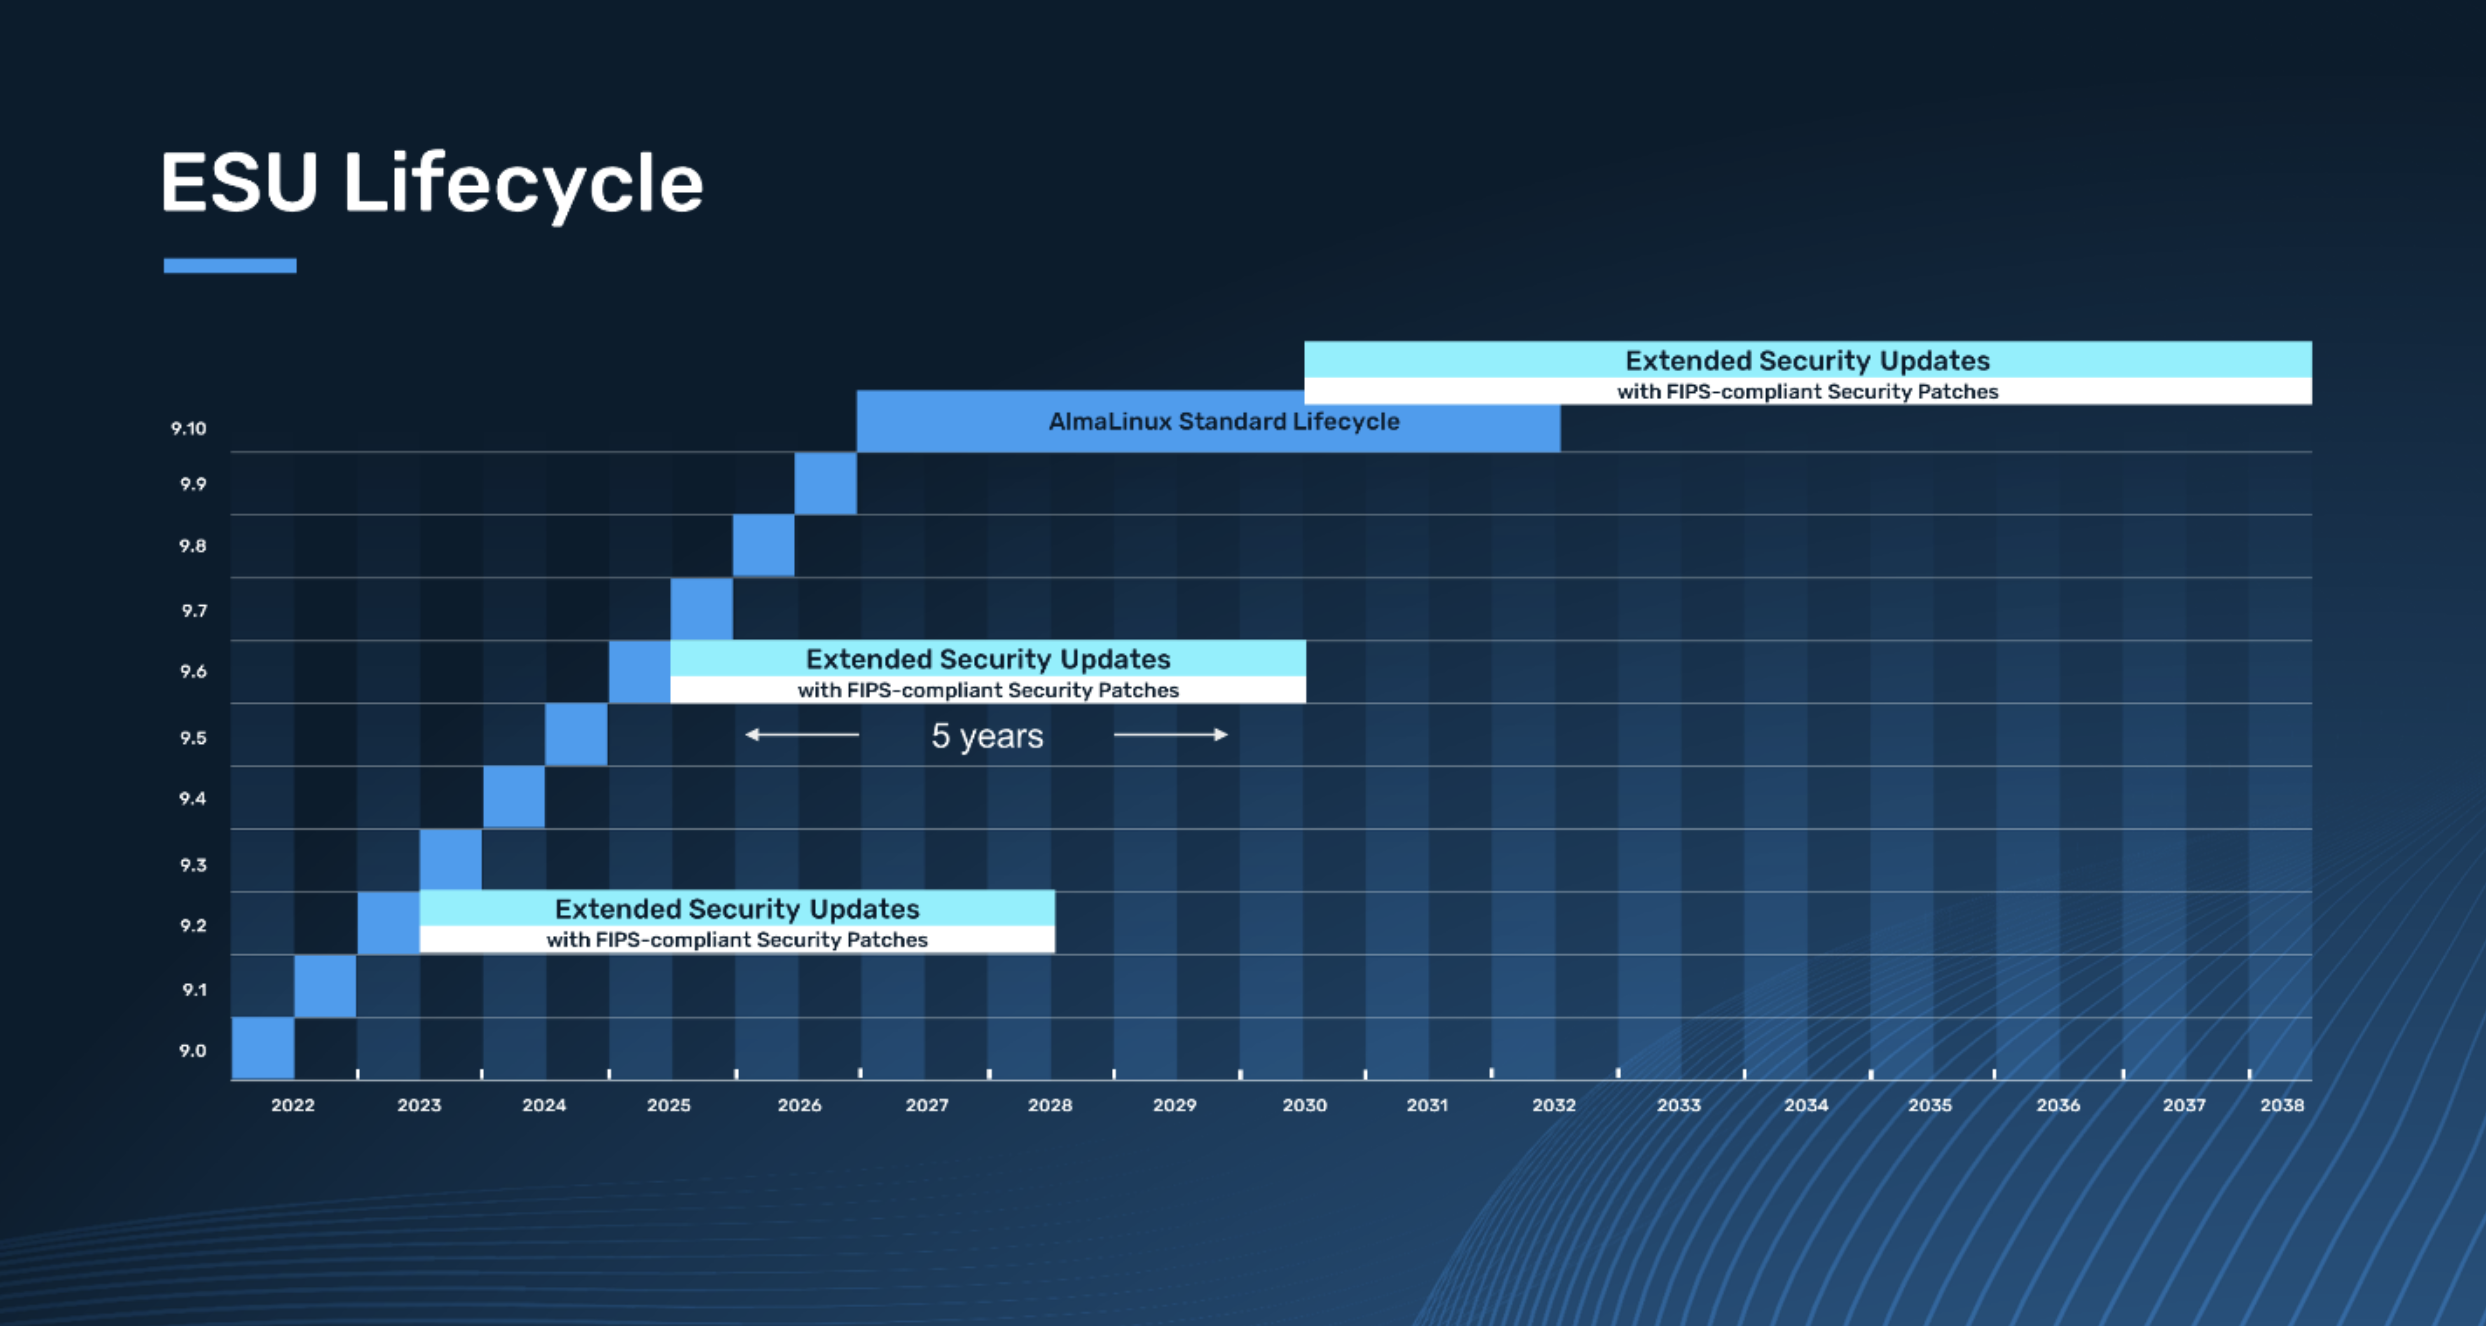 ESU Lifecycle
Extended Security Updates
with FIPS-compliant Security Patches
AlmaLinux Standard Lifecycle
9.10
9.9
9.8
9.7
Extended Security Updates
9.6
with FIPS-compliant Security Patches
5 years
9.5
9.4
9.3
Extended Security Updates
9.2
with FIPS-compliant Security Patches
9.1
9.0
2022 2023 2024 2025 2026 2027 2028 2029 2030 2031 2032 2033 2034 2035 2036 2037 2038